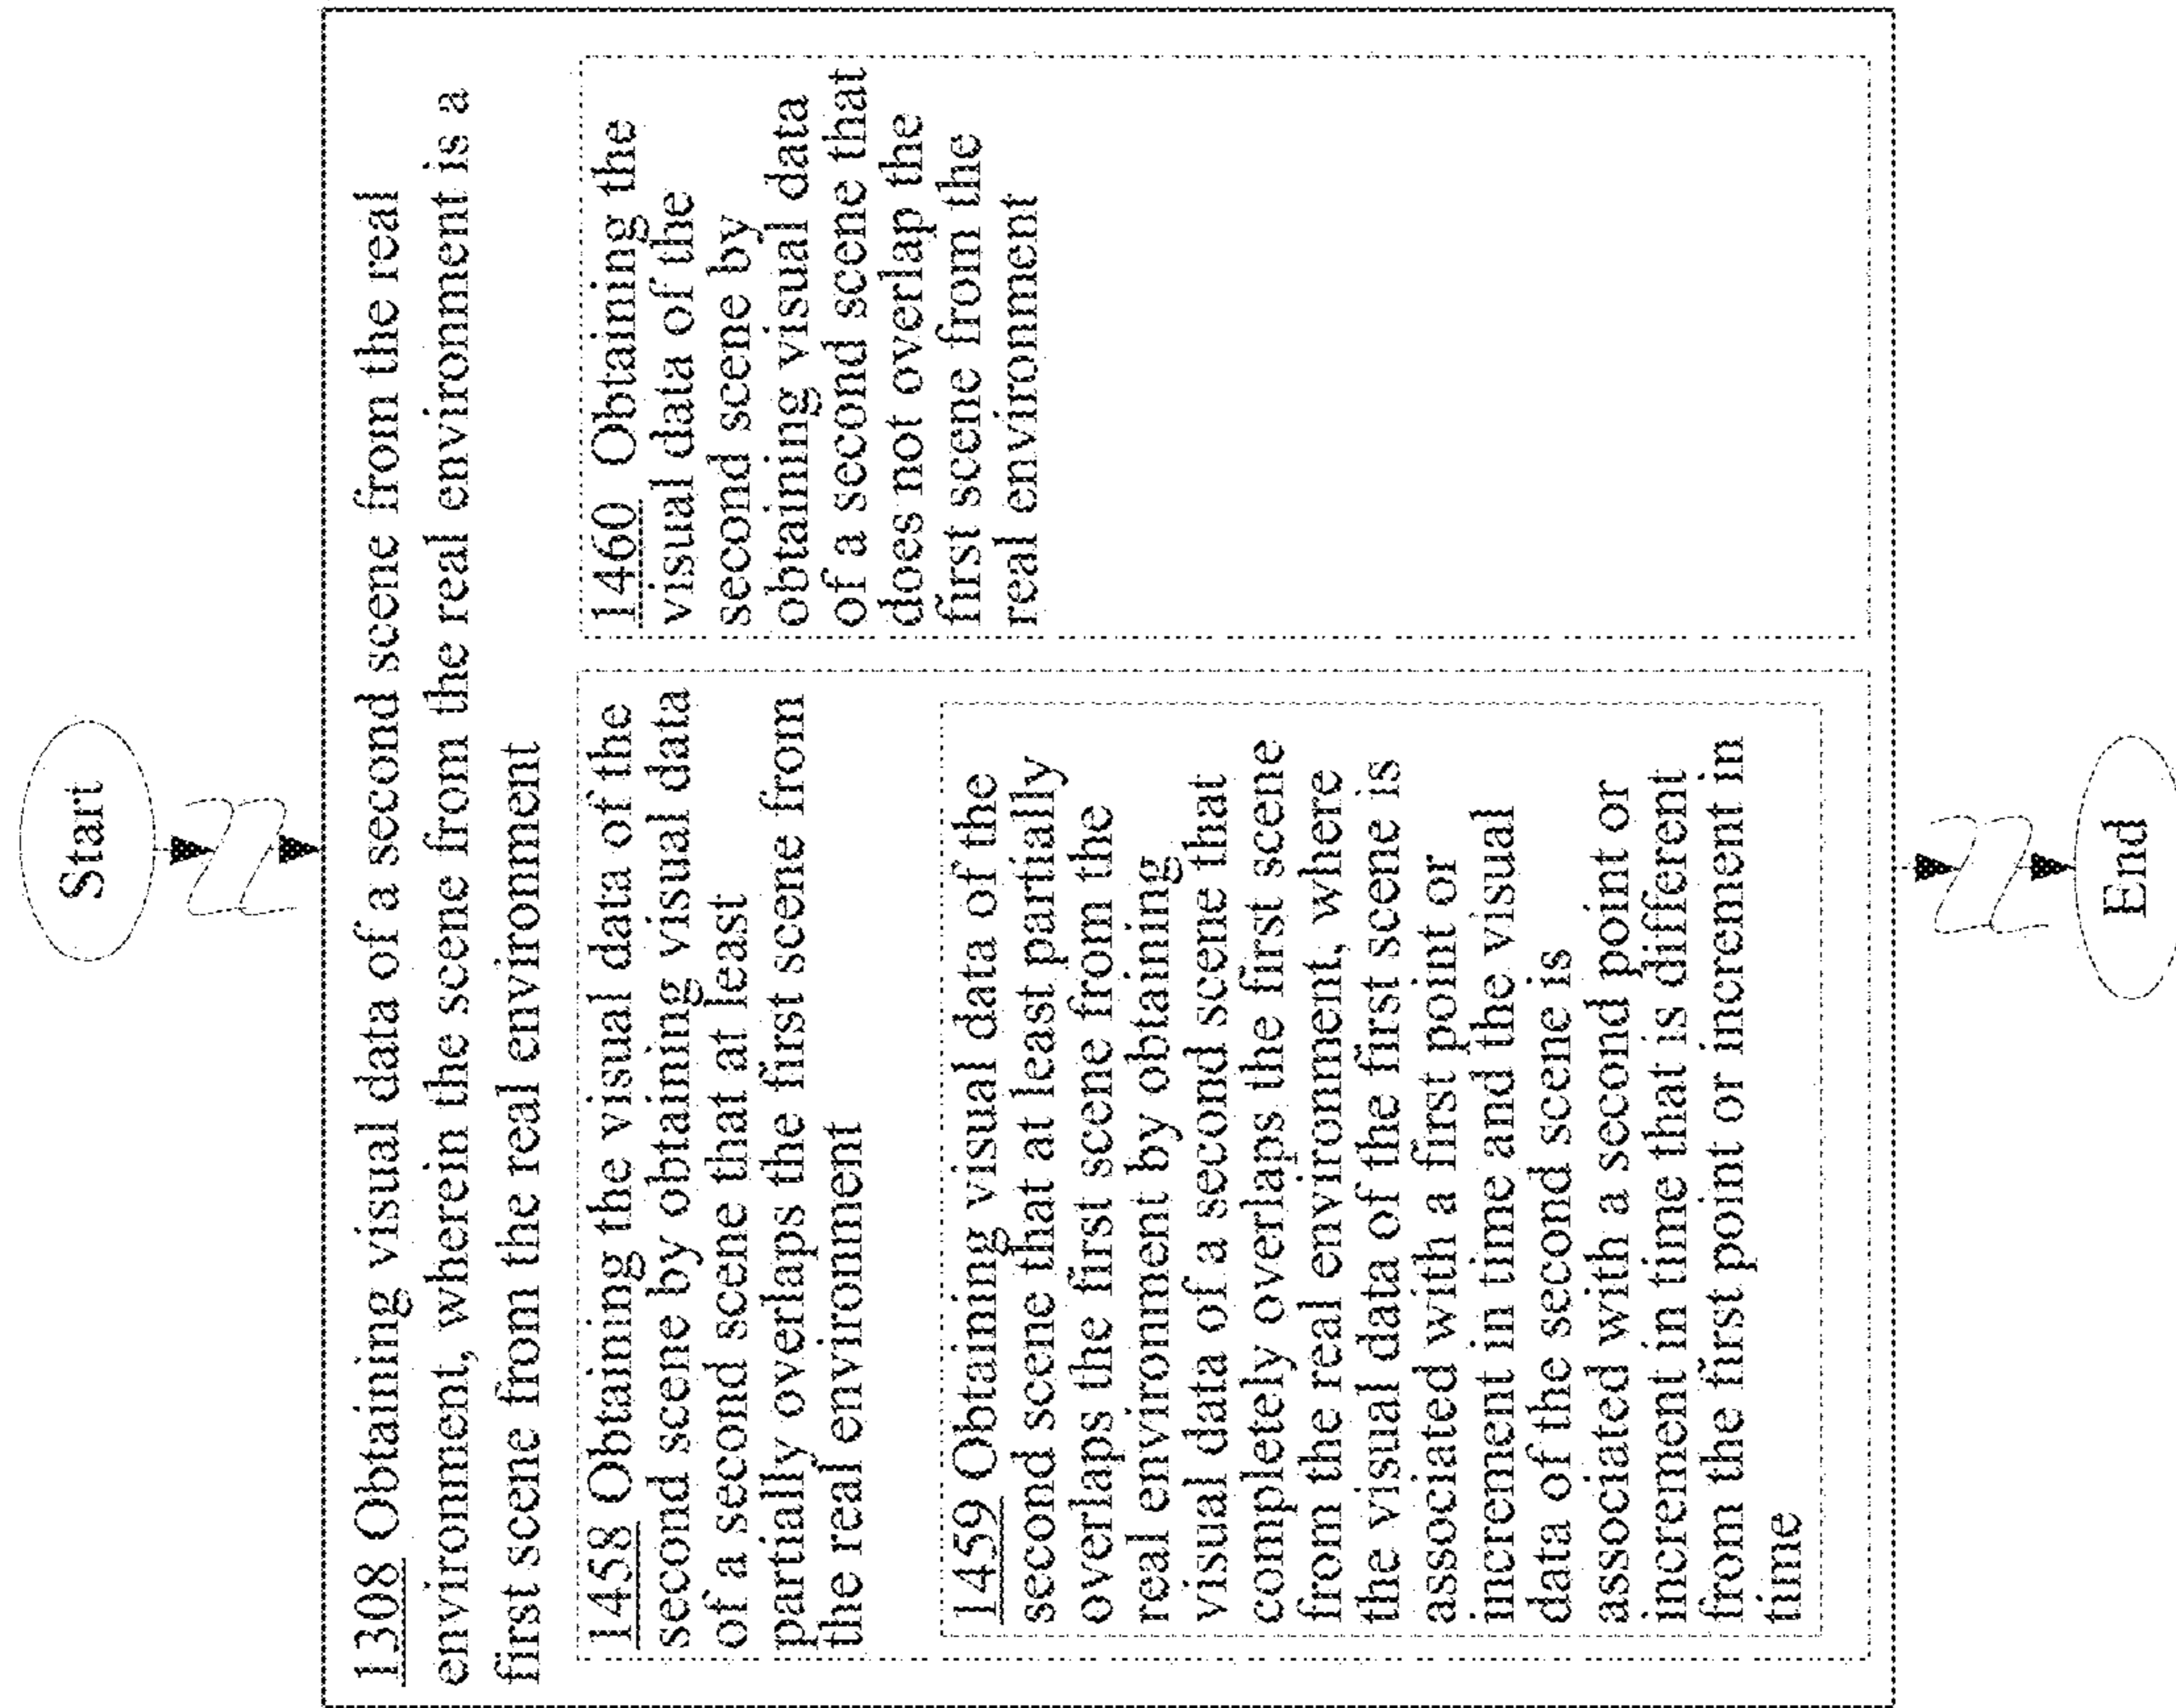 Start
1308 Obtaining visual data of a second scene from the real
environment, wherein the scene from the real environment is a
first scene from the real environment
1458 Obtaining the visual data of the
second scene by obtaining visual data
of a second scene that at least
partially overlaps the first scene from
the real environment
1459 Obtaining visual data of the
second scene that at least partially
overlaps the first scene from the
real environment by obtaining
visual data of a second scene that
completely overlaps the first scene
from the real environment, where
the visual data of the first scene is
associated with a first point or
increment in time and the visual
data of the second scene is
associated with a second point or
increment in time that is different
from the first point or increment in
time
1460 Obtaining the
visual data of the
second scene by
obtaining visual data
of a second scene that
does not overlap the
first scene from the
real environment
End